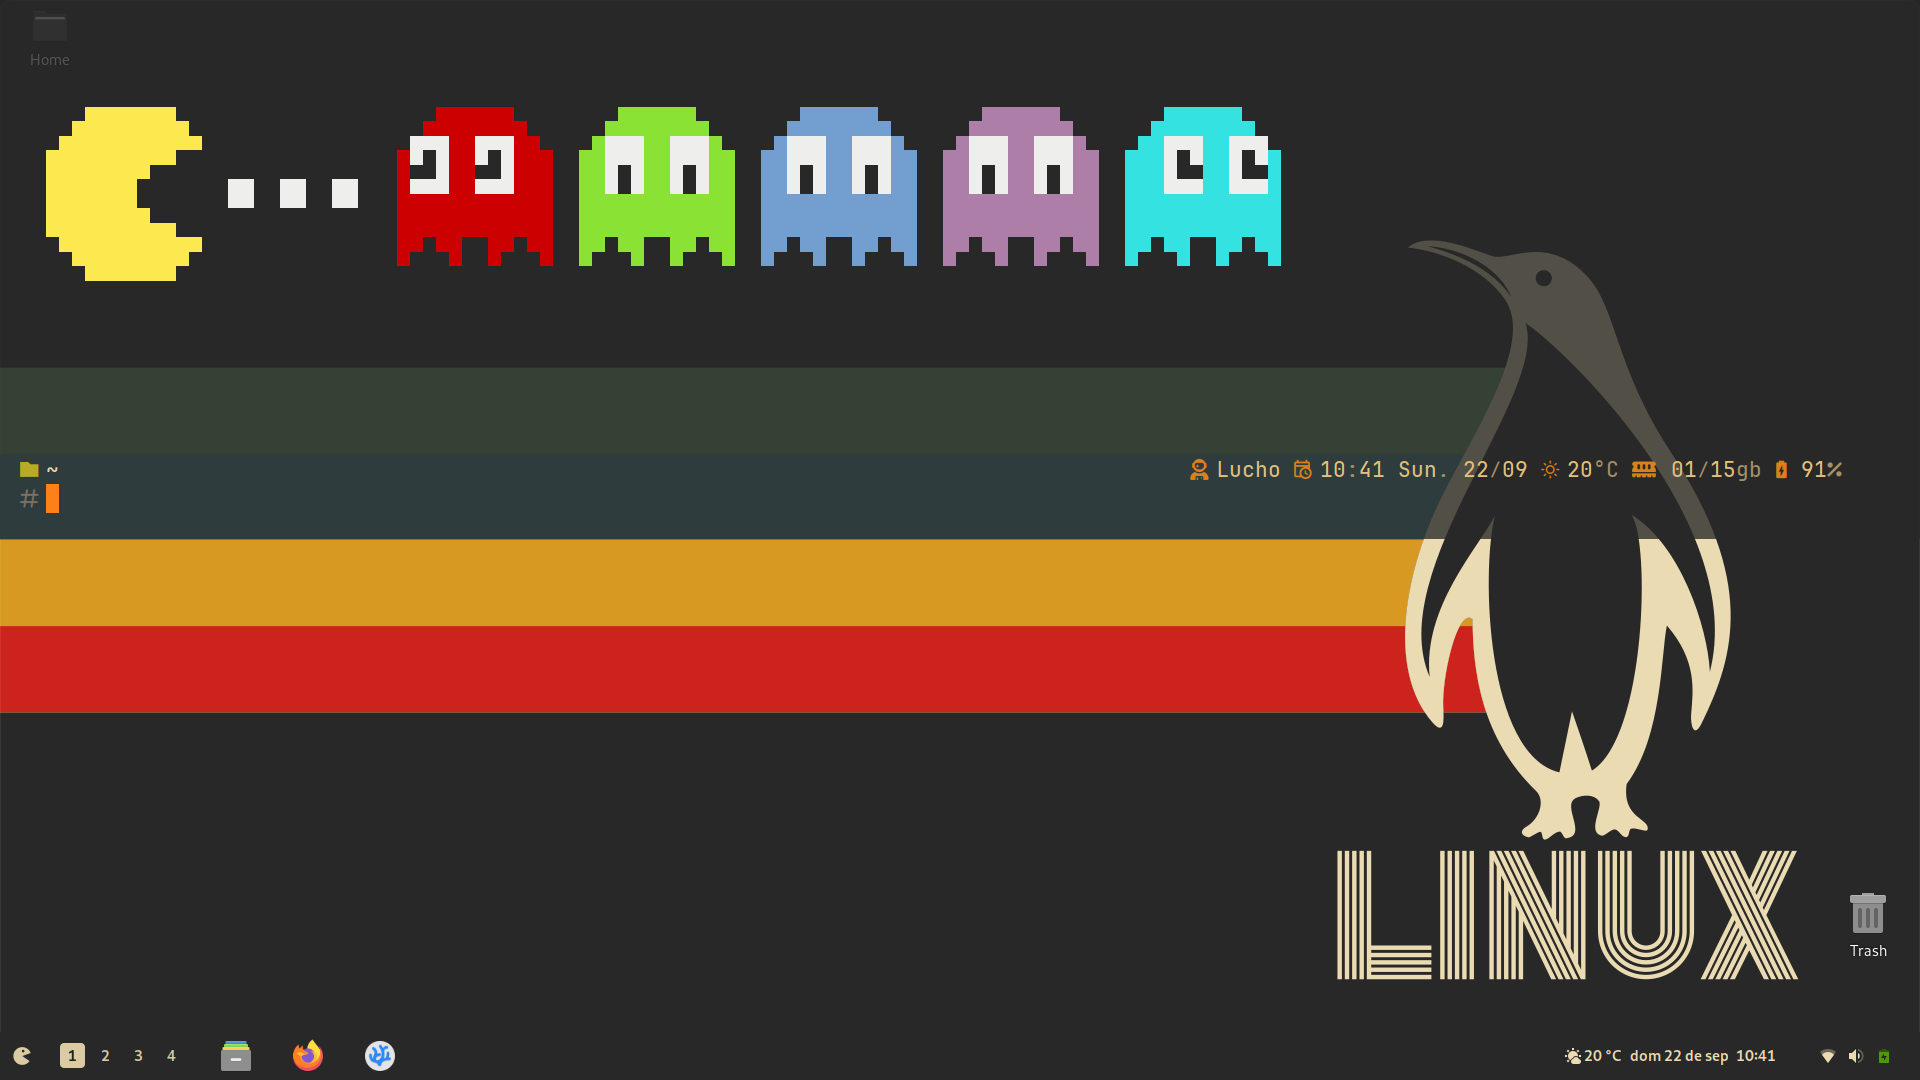 Home
~ Lucho 10:41 Sun. 22/09 20°C 01/15gb 91%
#
LINUX
Trash
1 2 3 4 20 °C dom 22 de sep 10:41